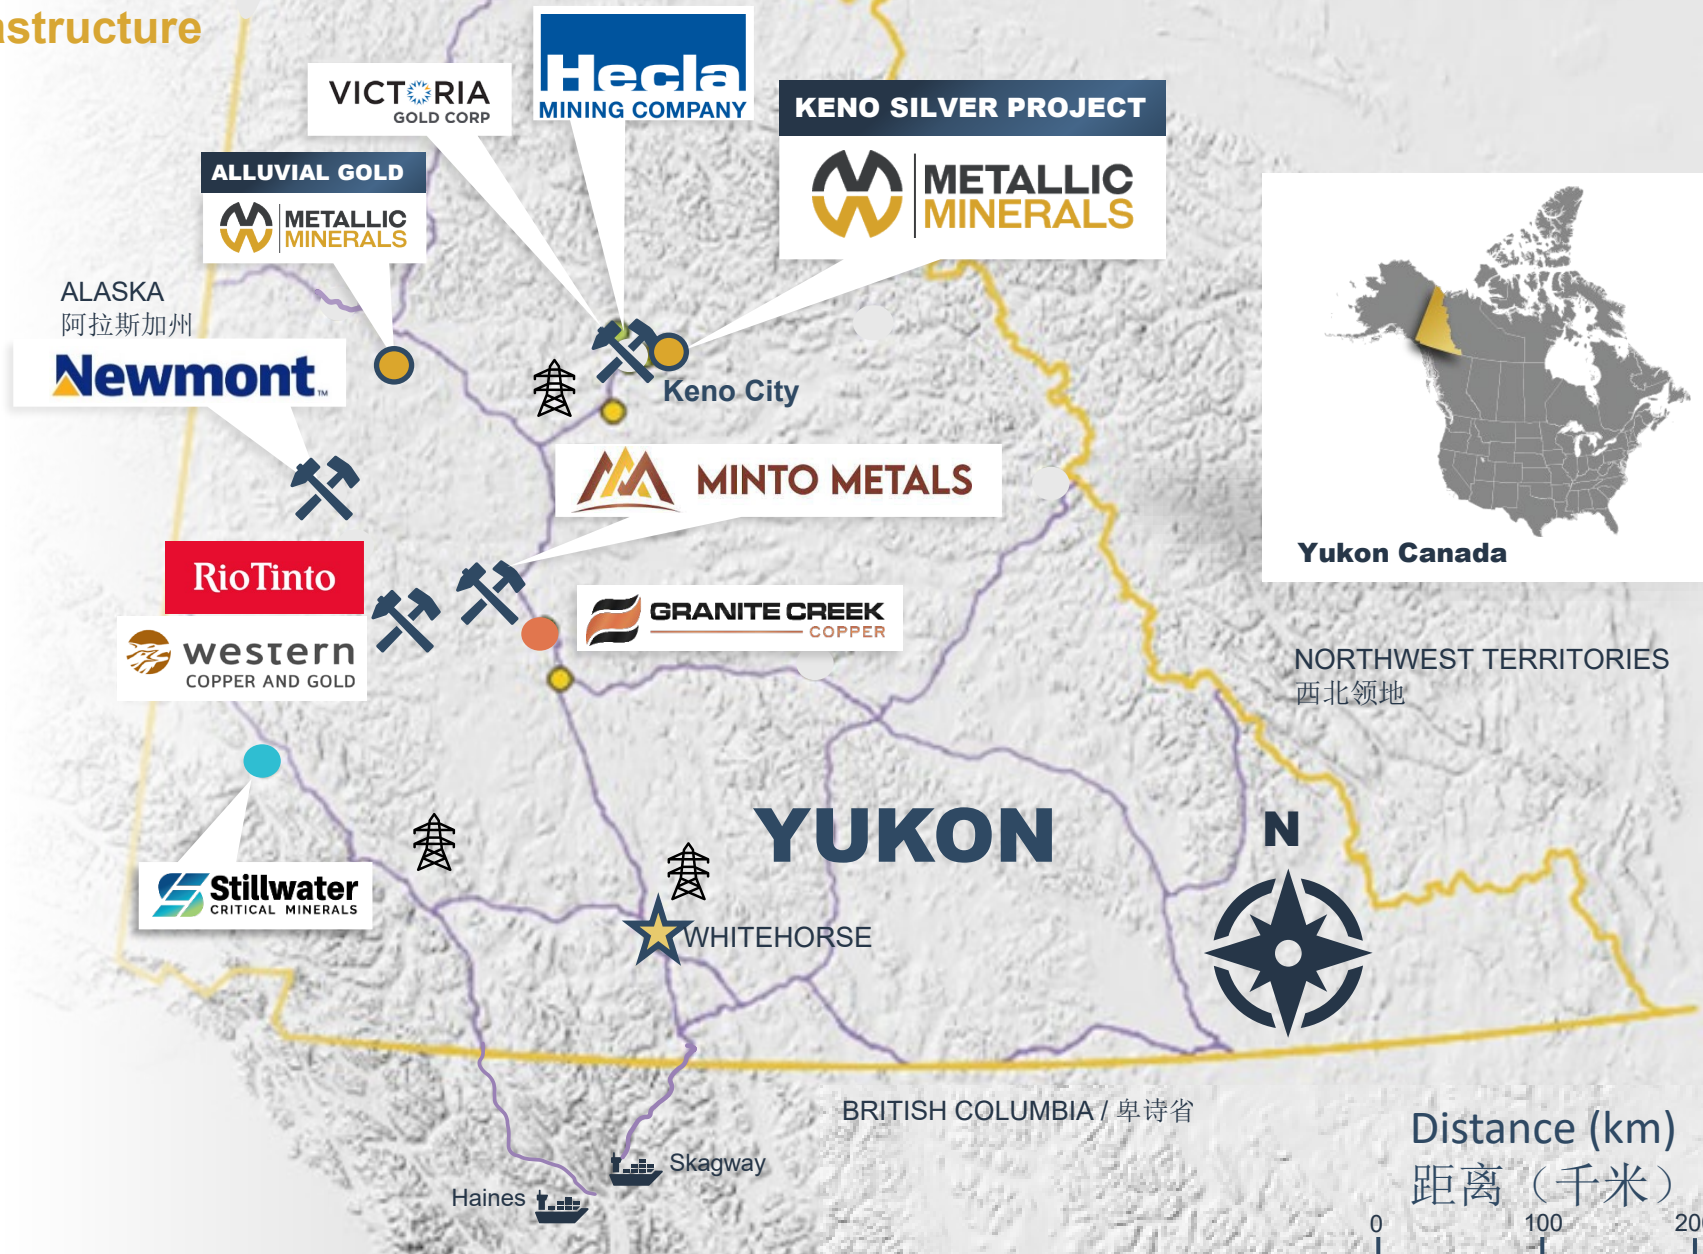 astructure
VICTORIA
GOLD CORP
Hecla
MINING COMPANY
KENO SILVER PROJECT
METALLIC
MINERALS
ALLUVIAL GOLD
METALLIC
MINERALS
ALASKA
阿拉斯加州
Newmont™
Keno City
MINTO METALS
Yukon Canada
RioTinto
GRANITE CREEK
COPPER
western
COPPER AND GOLD
NORTHWEST TERRITORIES
西北领地
YUKON
N
Stillwater
CRITICAL MINERALS
WHITEHORSE
BRITISH COLUMBIA / 卑诗省
Distance (km)
距离（千米）
Skagway
Haines
0 100 20